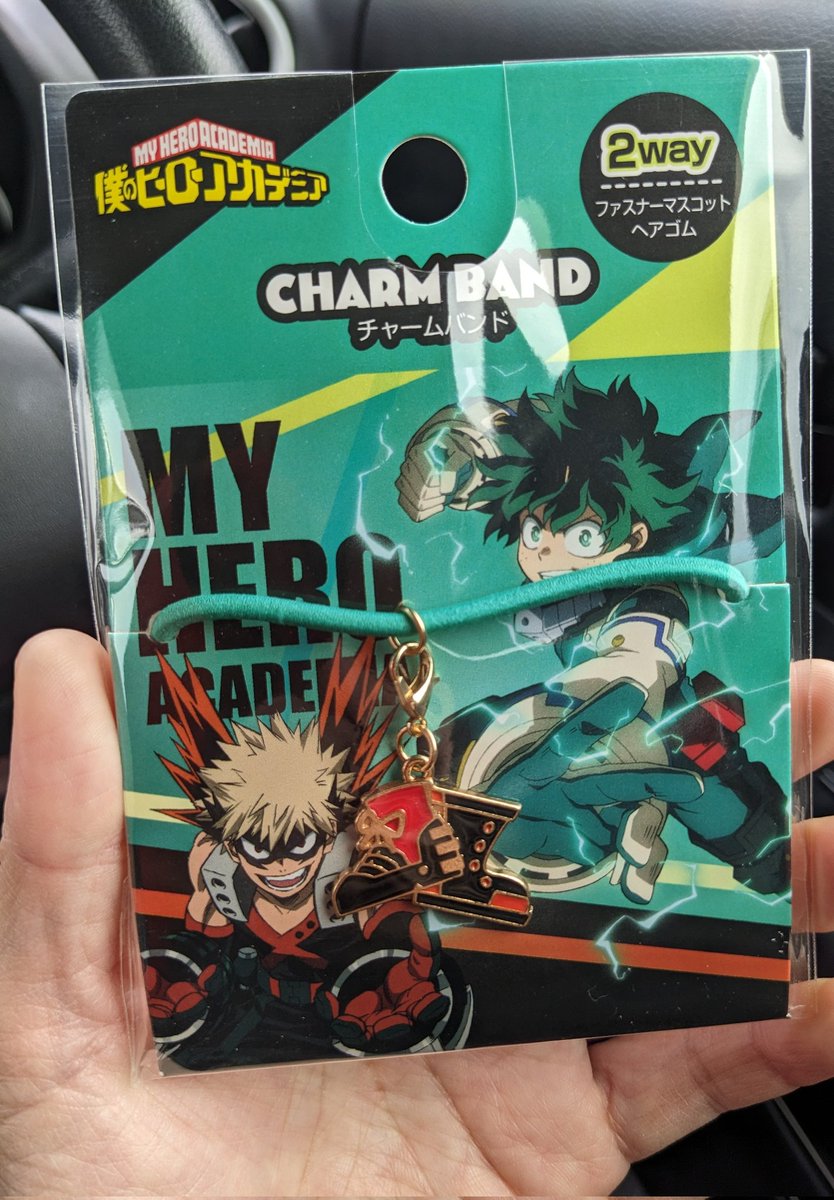 MY HERO ACADEMIA
僕のヒーローアカデミア
2way
ファスナーマスコット
ヘアゴム
CHARM BAND
チャームバンド
MY
HERO
ACADEMIA